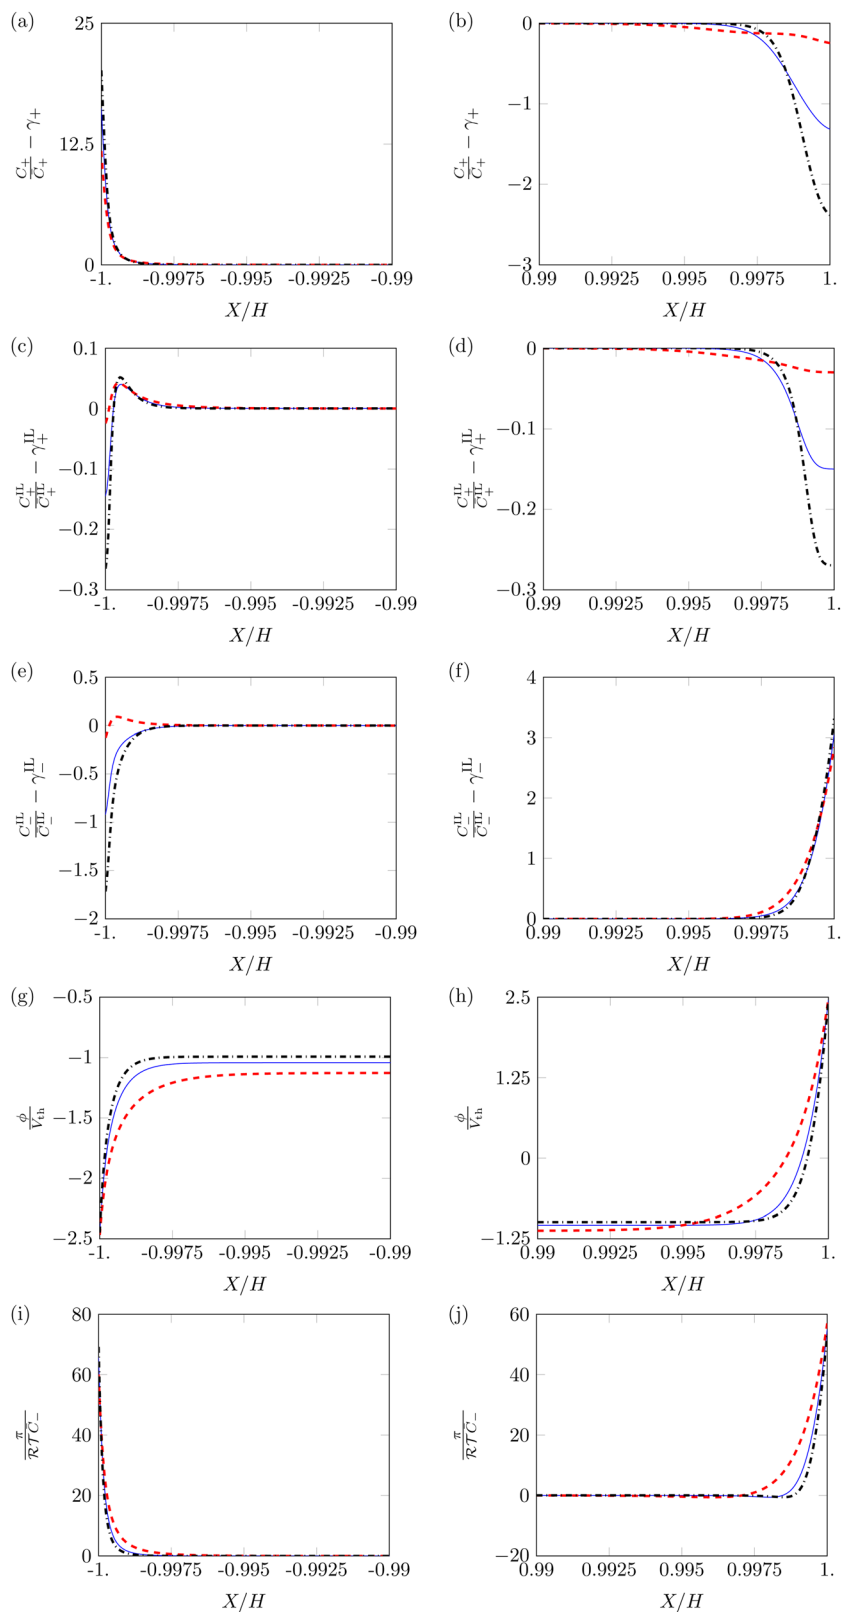 (a)
25
12.5
0
-1. -0.9975 -0.995 -0.9925 -0.99
X/H
C₊/C̄₊ − γ₊
(b)
0
−1
−2
−3
0.99 0.9925 0.995 0.9975 1.
X/H
C₊/C̄₊ − γ₊
(c)
0.1
0
−0.1
−0.2
−0.3
-1. -0.9975 -0.995 -0.9925 -0.99
X/H
C₊^IL/C̄₊^IL − γ₊^IL
(d)
0
−0.1
−0.2
−0.3
0.99 0.9925 0.995 0.9975 1.
X/H
C₊^IL/C̄₊^IL − γ₊^IL
(e)
0.5
0
−0.5
−1
−1.5
−2
-1. -0.9975 -0.995 -0.9925 -0.99
X/H
C₋^IL/C̄₋^IL − γ₋^IL
(f)
4
3
2
1
0
0.99 0.9925 0.995 0.9975 1.
X/H
C₋^IL/C̄₋^IL − γ₋^IL
(g)
−0.5
−1
−1.5
−2
−2.5
-1. -0.9975 -0.995 -0.9925 -0.99
X/H
ϕ/V_th
(h)
2.5
1.25
0
−1.25
0.99 0.9925 0.995 0.9975 1.
X/H
ϕ/V_th
(i)
80
60
40
20
0
-1. -0.9975 -0.995 -0.9925 -0.99
X/H
π/ℛ𝒯C̄₋
(j)
60
40
20
0
−20
0.99 0.9925 0.995 0.9975 1.
X/H
π/ℛ𝒯C̄₋